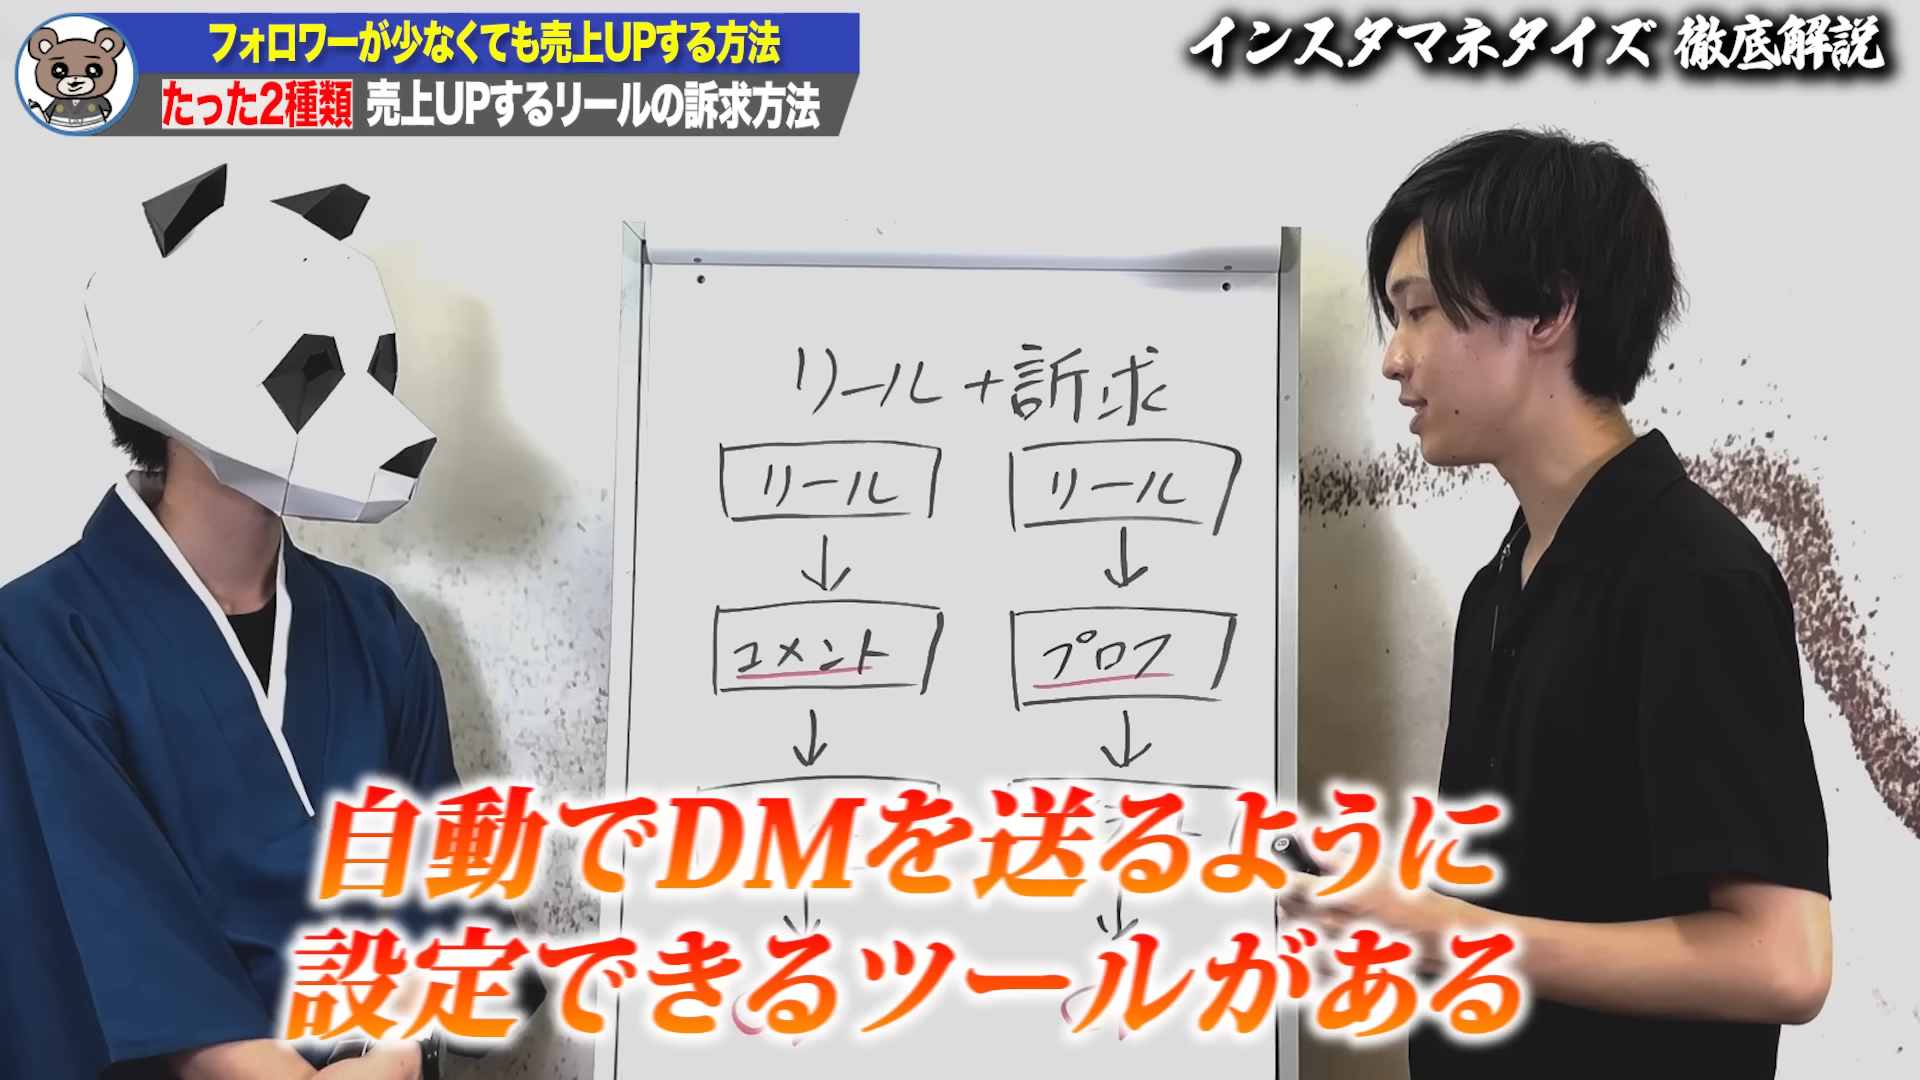 フォロワーが少なくても売上UPする方法
たった2種類 売上UPするリールの訴求方法
インスタマネタイズ 徹底解説
リール+訴求
リール
リール
コメント
プロフ
自動でDMを送るように
設定できるツールがある